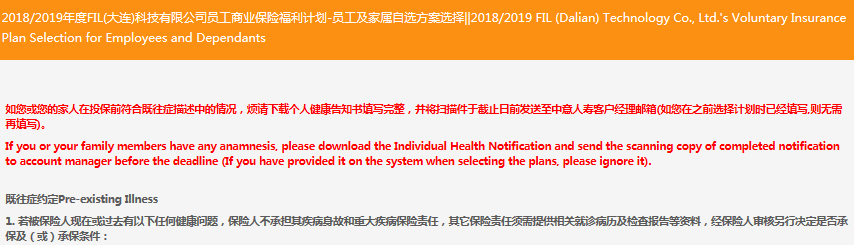 2018/2019年度FIL(大连)科技有限公司员工商业保险福利计划-员工及家属自选方案选择||2018/2019 FIL (Dalian) Technology Co., Ltd.'s Voluntary Insurance
Plan Selection for Employees and Dependants
如您或您的家人在投保前符合既往症描述中的情况，烦请下载个人健康告知书填写完整，并将扫描件于截止日前发送至中意人寿客户经理邮箱(如您在之前选择计划时已经填写,则无需
再填写)。
If you or your family members have any anamnesis, please download the Individual Health Notification and send the scanning copy of completed notification
to account manager before the deadline (If you have provided it on the system when selecting the plans, please ignore it).
既往症约定Pre-existing Illness
1. 若被保险人现在或过去有以下任何健康问题，保险人不承担其疾病身故和重大疾病保险责任，其它保险责任须需提供相关就诊病历及检查报告等资料，经保险人审核另行决定是否承
保及（或）承保条件：